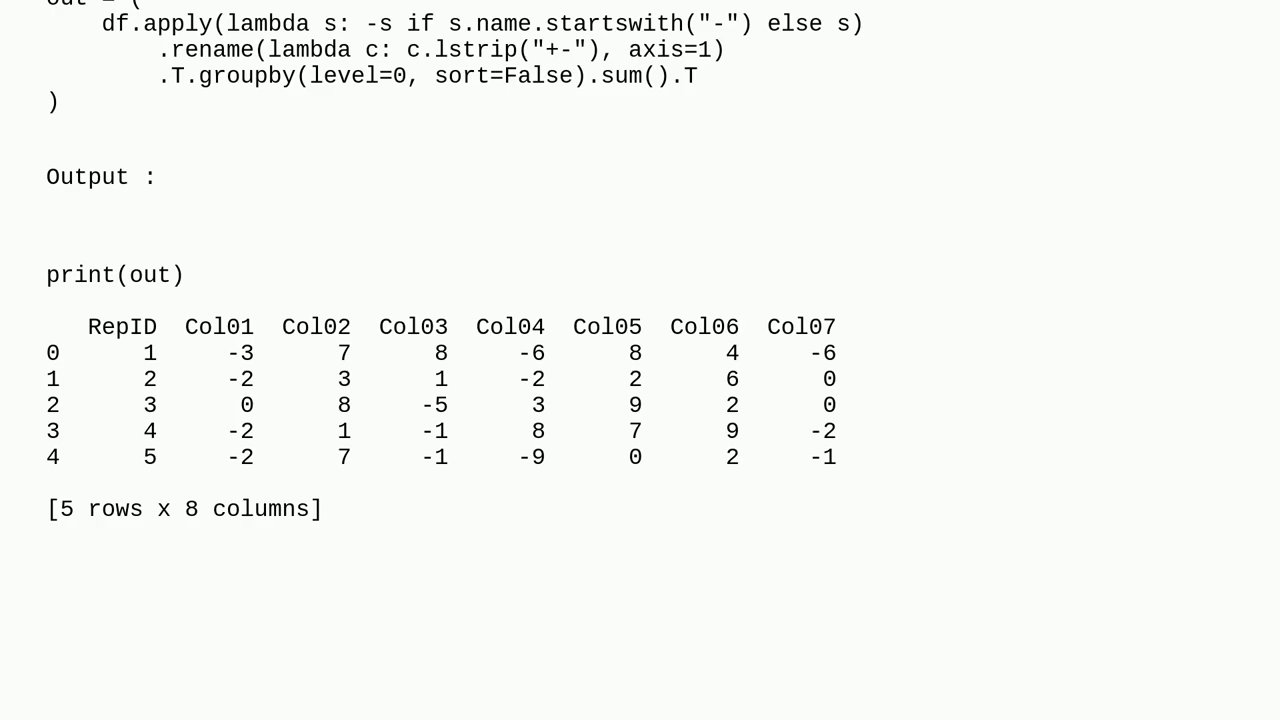 out = (
    df.apply(lambda s: -s if s.name.startswith("-") else s)
        .rename(lambda c: c.lstrip("+-"), axis=1)
        .T.groupby(level=0, sort=False).sum().T
)
Output :
print(out)
   RepID  Col01  Col02  Col03  Col04  Col05  Col06  Col07
0      1     -3      7      8     -6      8      4     -6
1      2     -2      3      1     -2      2      6      0
2      3      0      8     -5      3      9      2      0
3      4     -2      1     -1      8      7      9     -2
4      5     -2      7     -1     -9      0      2     -1
[5 rows x 8 columns]